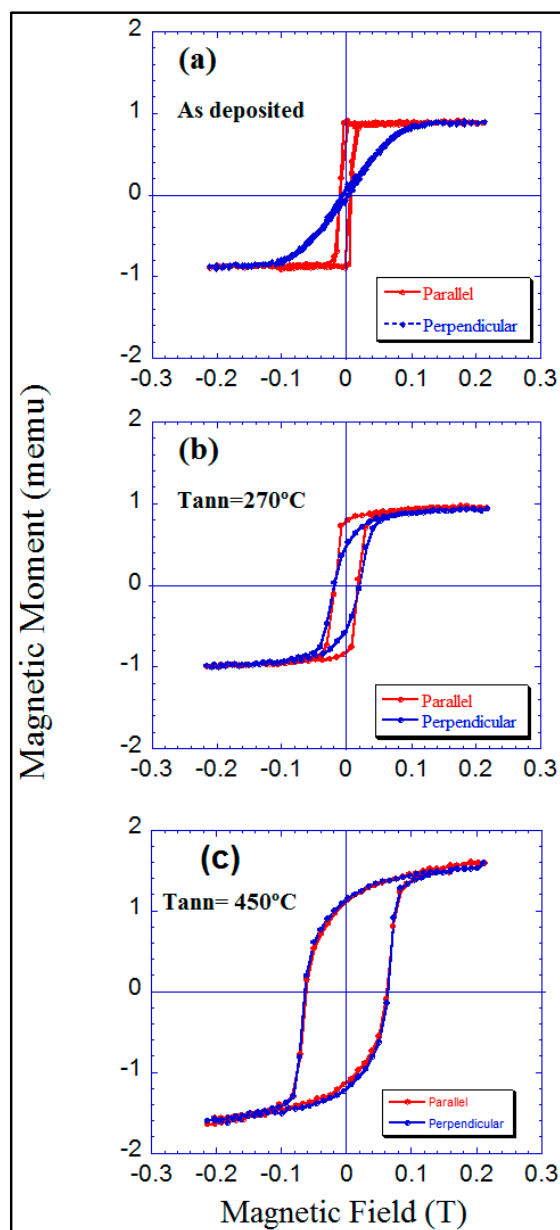 Magnetic Moment (memu)
(a)
As deposited
2
1
0
-1
-2
-0.3 -0.2 -0.1 0 0.1 0.2 0.3
Parallel
Perpendicular
(b)
Tann=270ºC
2
1
0
-1
-2
-0.3 -0.2 -0.1 0 0.1 0.2 0.3
Parallel
Perpendicular
(c)
Tann= 450ºC
2
1
0
-1
-2
-0.3 -0.2 -0.1 0 0.1 0.2 0.3
Parallel
Perpendicular
Magnetic Field (T)